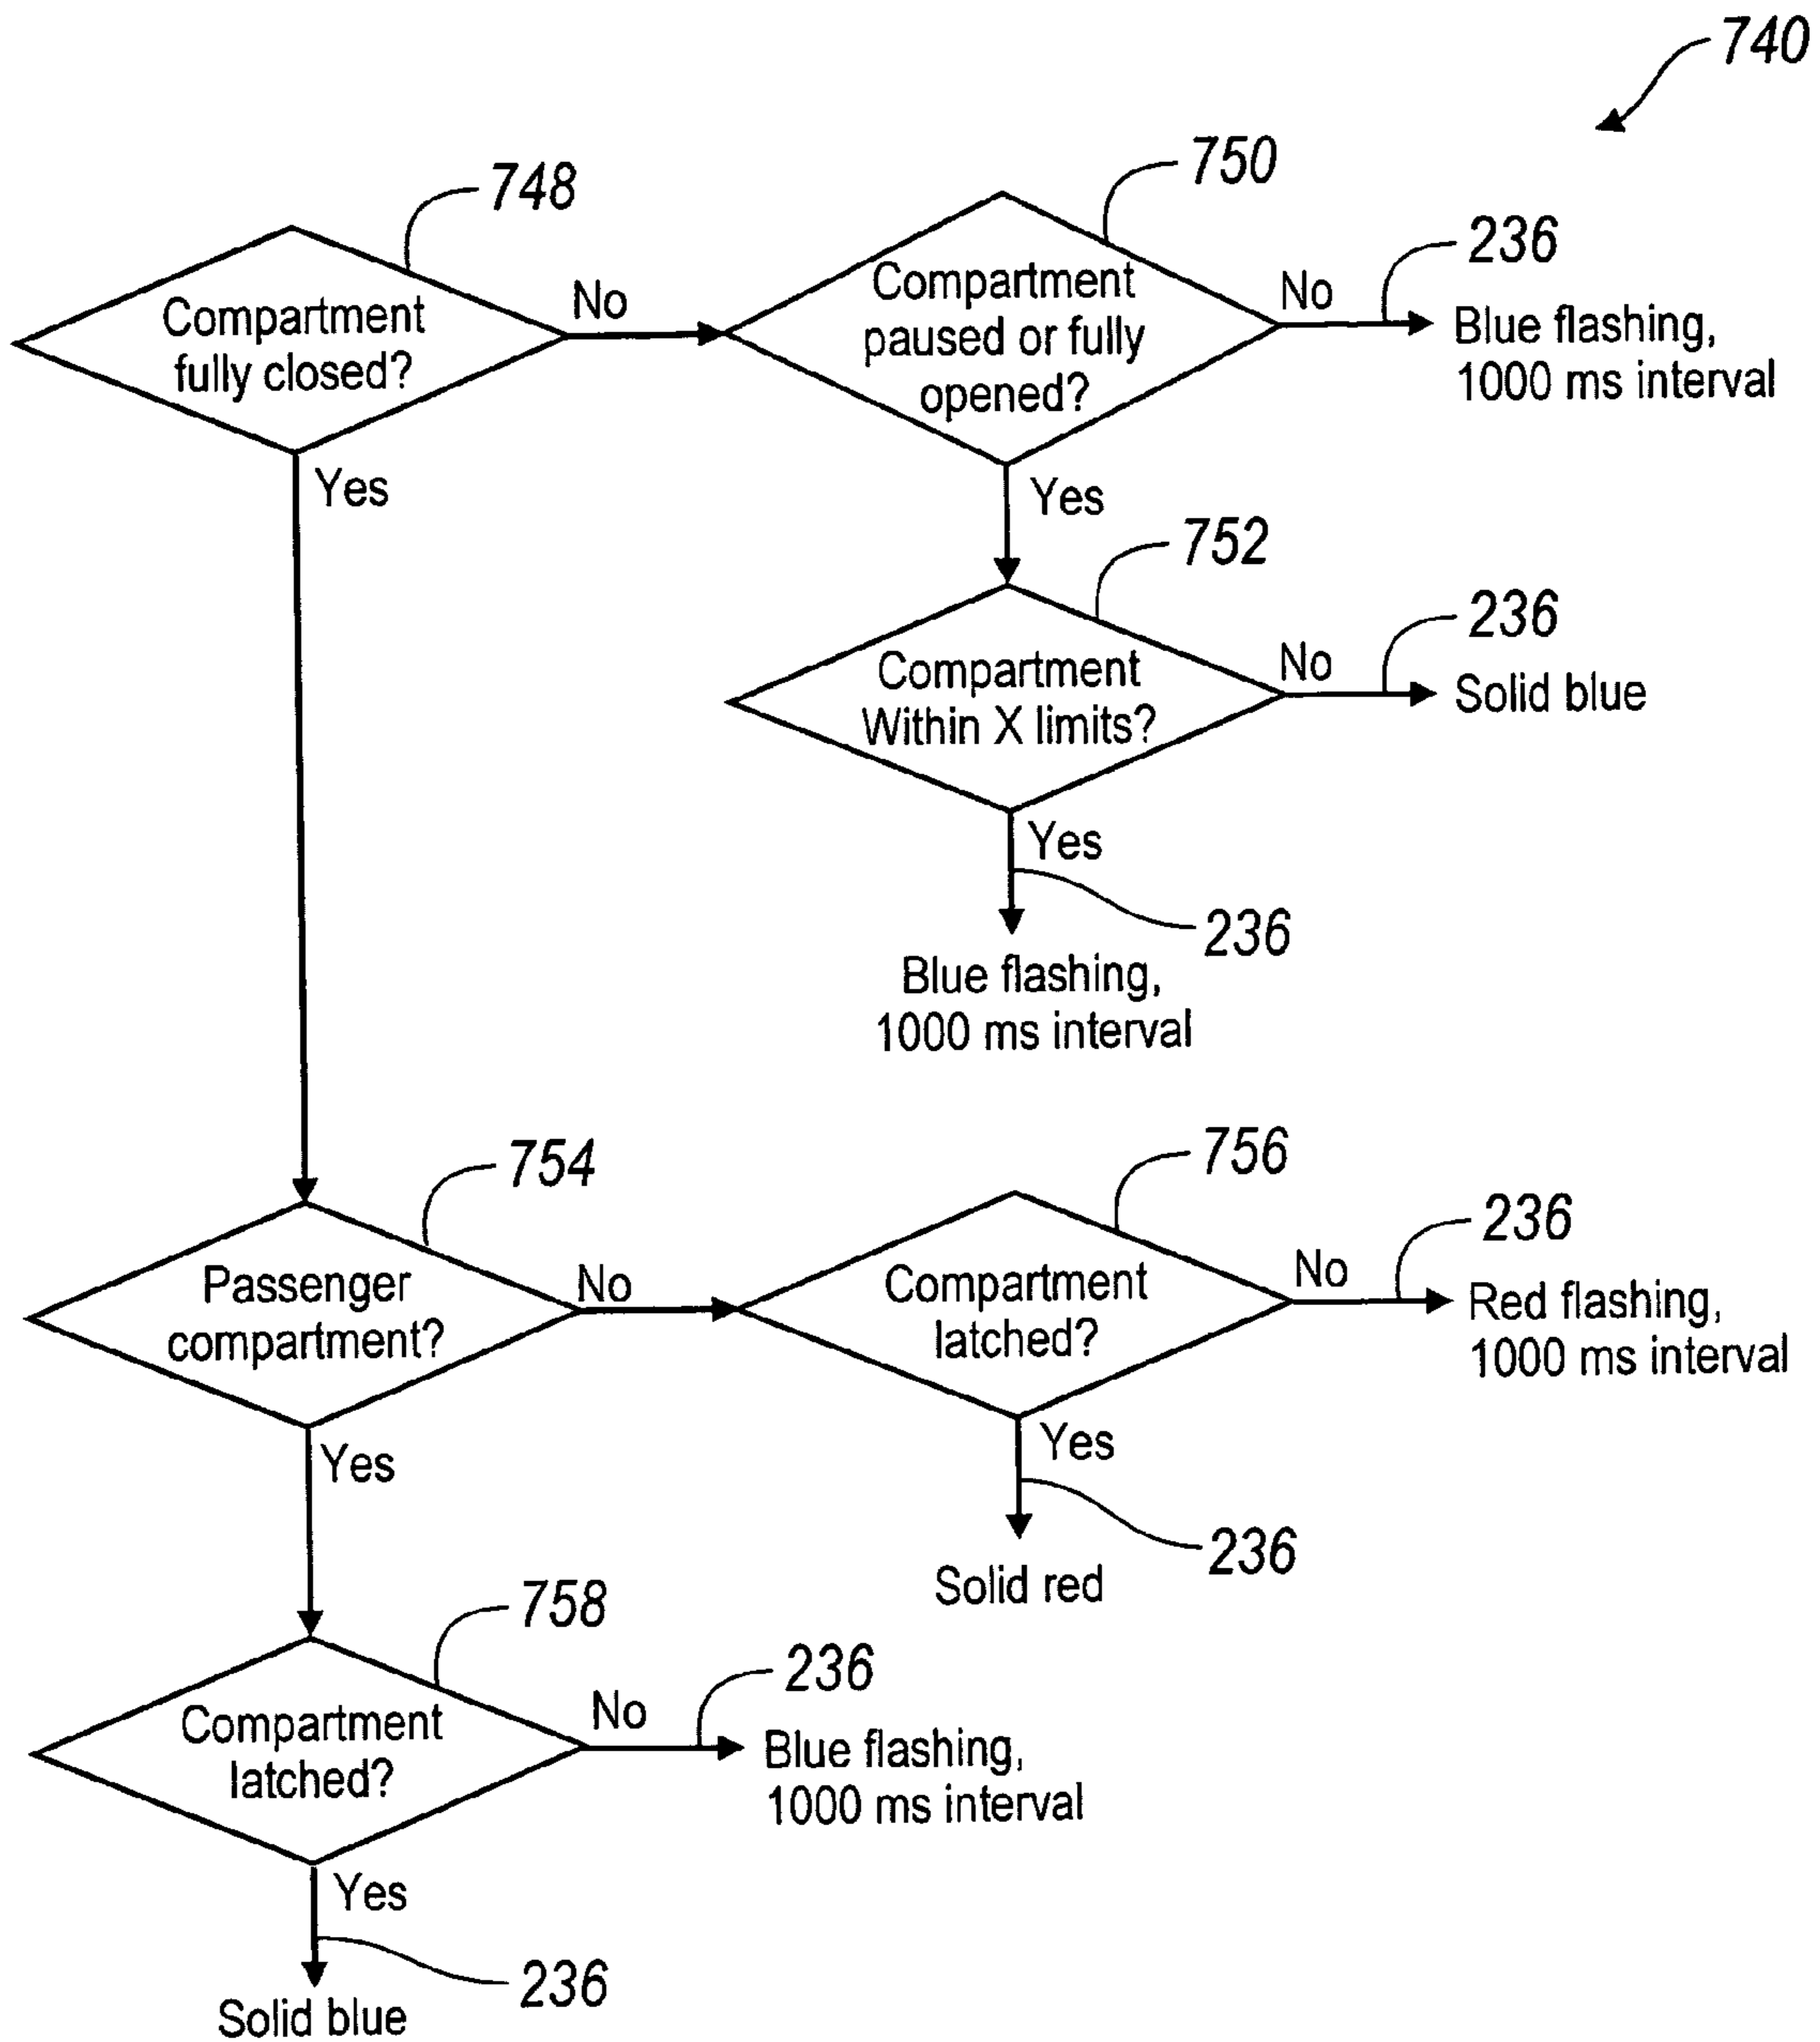 740
748
750
236
Compartment
fully closed?
No
Compartment
paused or fully
opened?
No
Blue flashing,
1000 ms interval
Yes
Yes
752
236
Compartment
Within X limits?
No
Solid blue
Yes
236
Blue flashing,
1000 ms interval
754
756
236
Passenger
compartment?
No
Compartment
latched?
No
Red flashing,
1000 ms interval
Yes
Yes
236
Solid red
758
236
Compartment
latched?
No
Blue flashing,
1000 ms interval
Yes
236
Solid blue